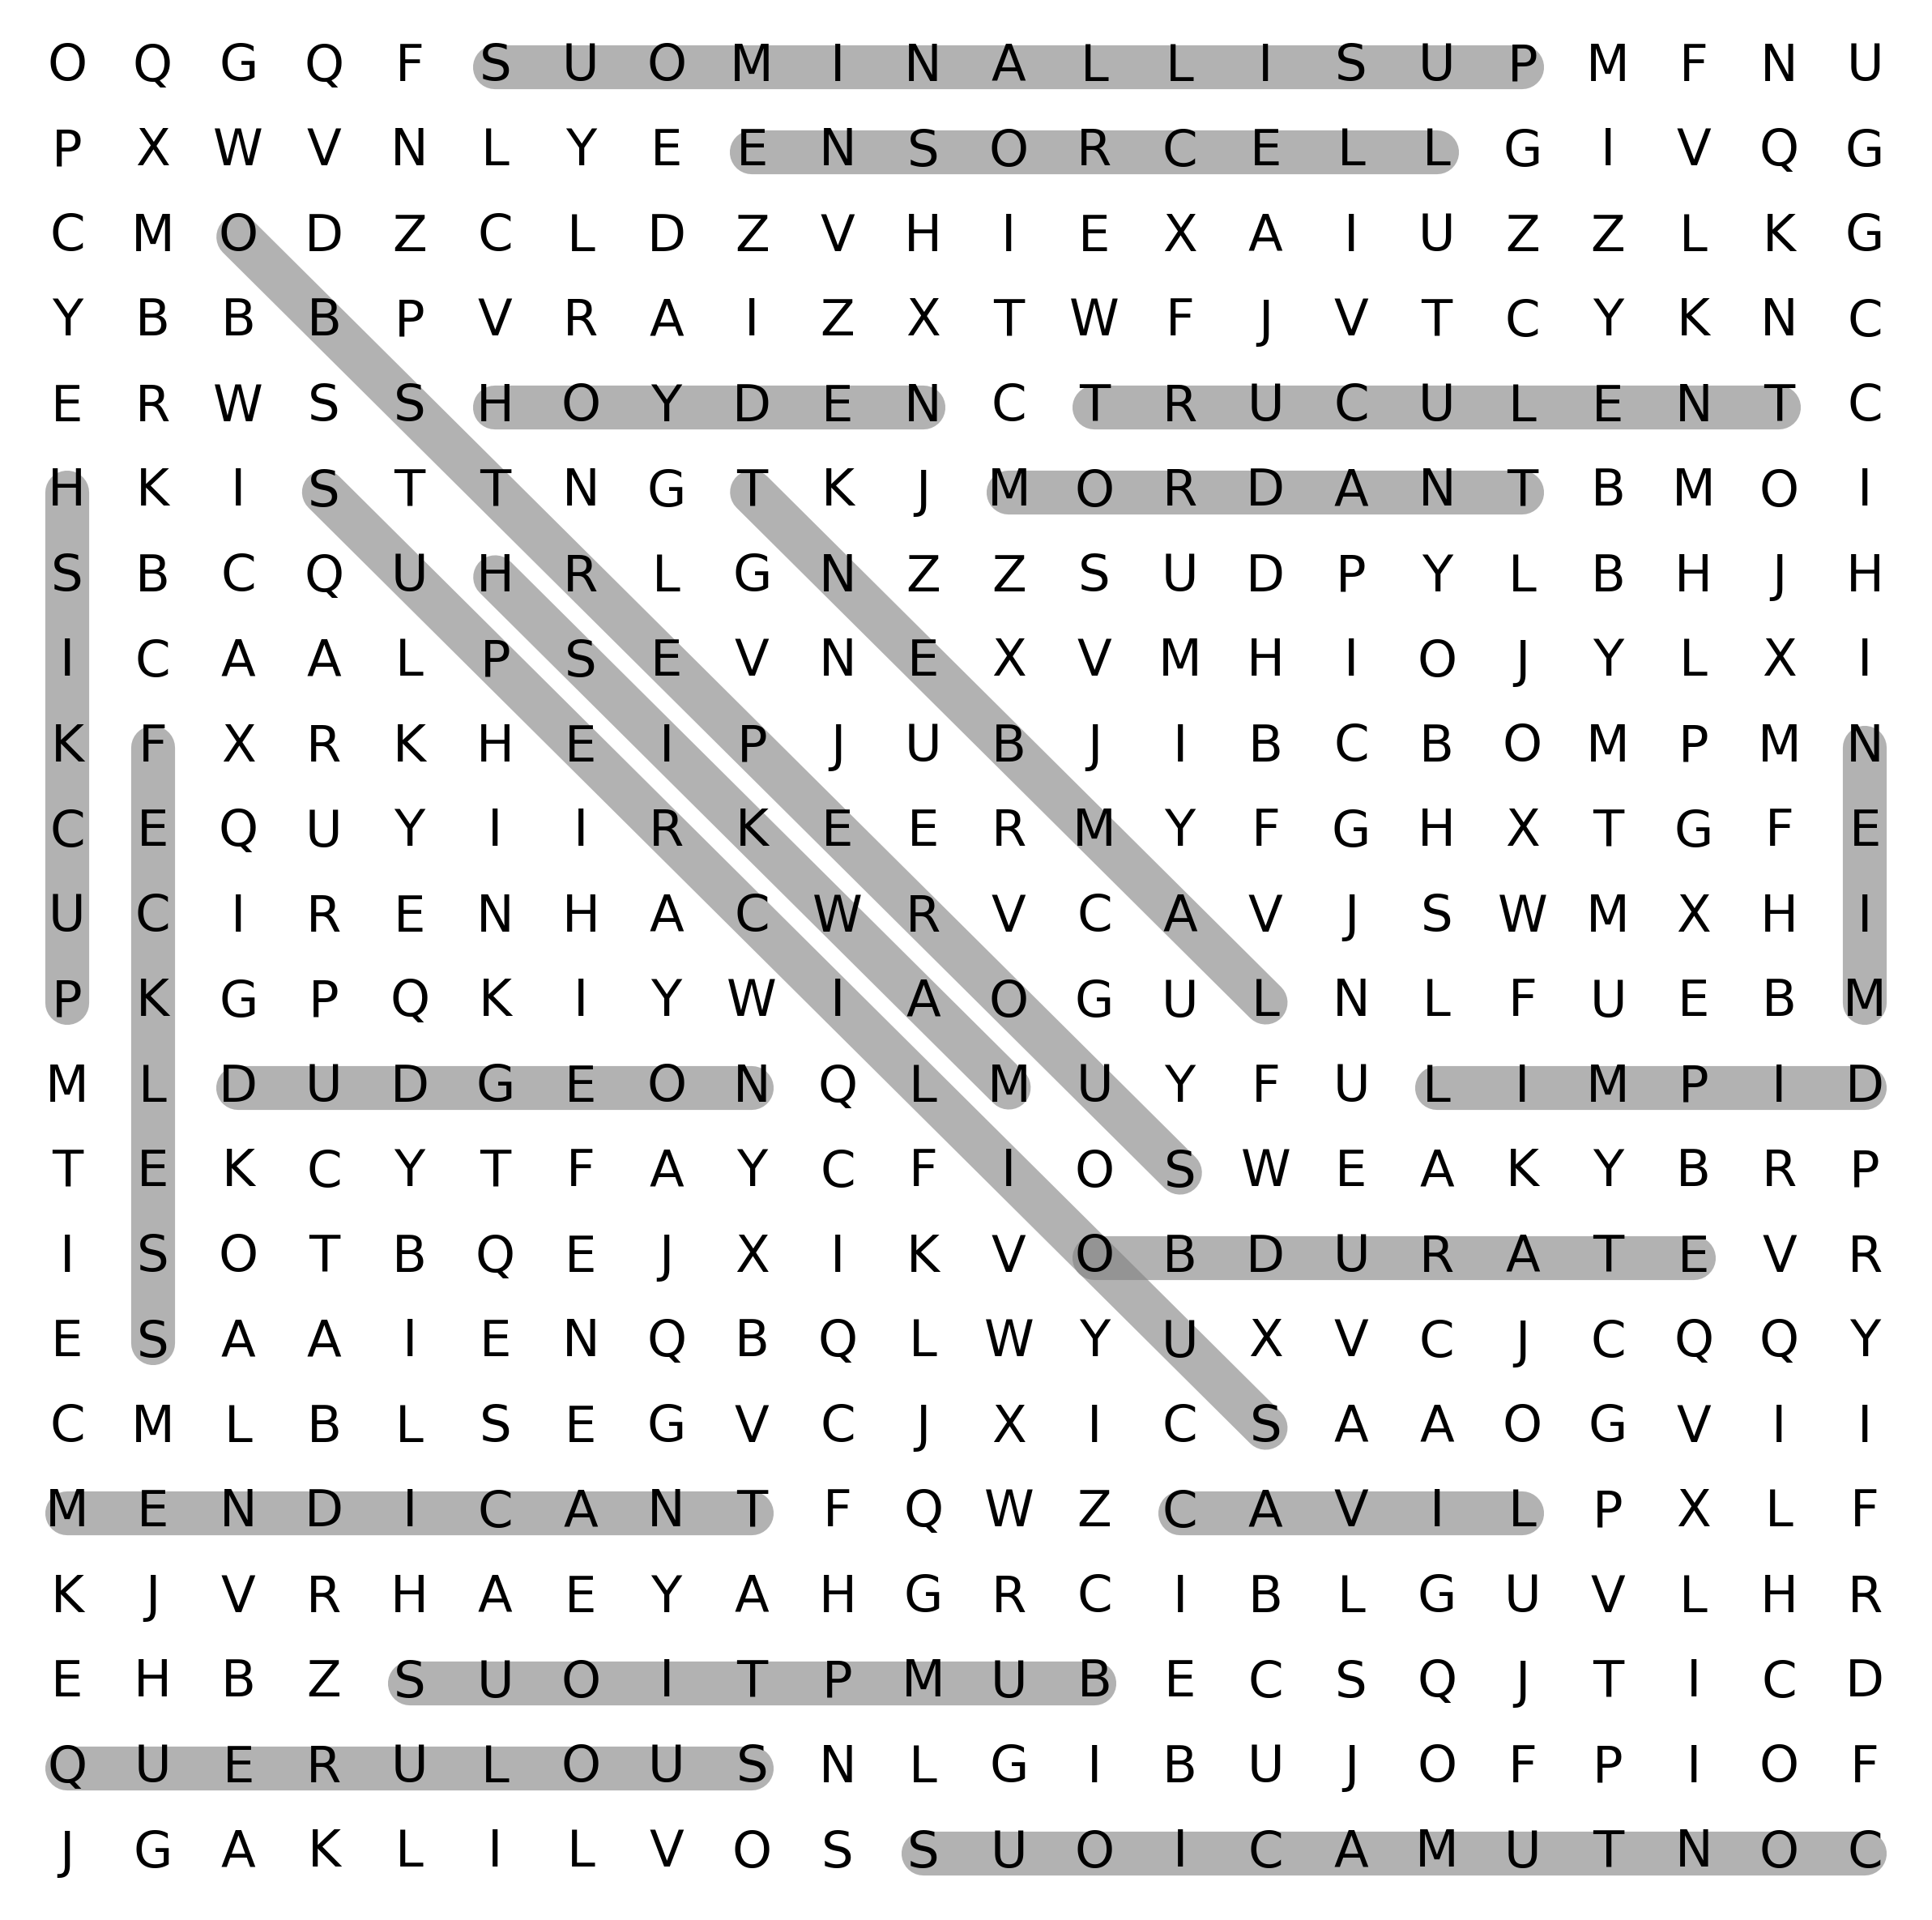 O Q G Q F S U O M I N A L L I S U P M F N U
P X W V N L Y E E N S O R C E L L G I V Q G
C M O D Z C L D Z V H I E X A I U Z Z L K G
Y B B B P V R A I Z X T W F J V T C Y K N C
E R W S S H O Y D E N C T R U C U L E N T C
H K I S T T N G T K J M O R D A N T B M O I
S B C Q U H R L G N Z Z S U D P Y L B H J H
I C A A L P S E V N E X V M H I O J Y L X I
K F X R K H E I P J U B J I B C B O M P M N
C E Q U Y I I R K E E R M Y F G H X T G F E
U C I R E N H A C W R V C A V J S W M X H I
P K G P Q K I Y W I A O G U L N L F U E B M
M L D U D G E O N Q L M U Y F U L I M P I D
T E K C Y T F A Y C F I O S W E A K Y B R P
I S O T B Q E J X I K V O B D U R A T E V R
E S A A I E N Q B Q L W Y U X V C J C Q Q Y
C M L B L S E G V C J X I C S A A O G V I I
M E N D I C A N T F Q W Z C A V I L P X L F
K J V R H A E Y A H G R C I B L G U V L H R
E H B Z S U O I T P M U B E C S Q J T I C D
Q U E R U L O U S N L G I B U J O F P I O F
J G A K L I L V O S S U O I C A M U T N O C